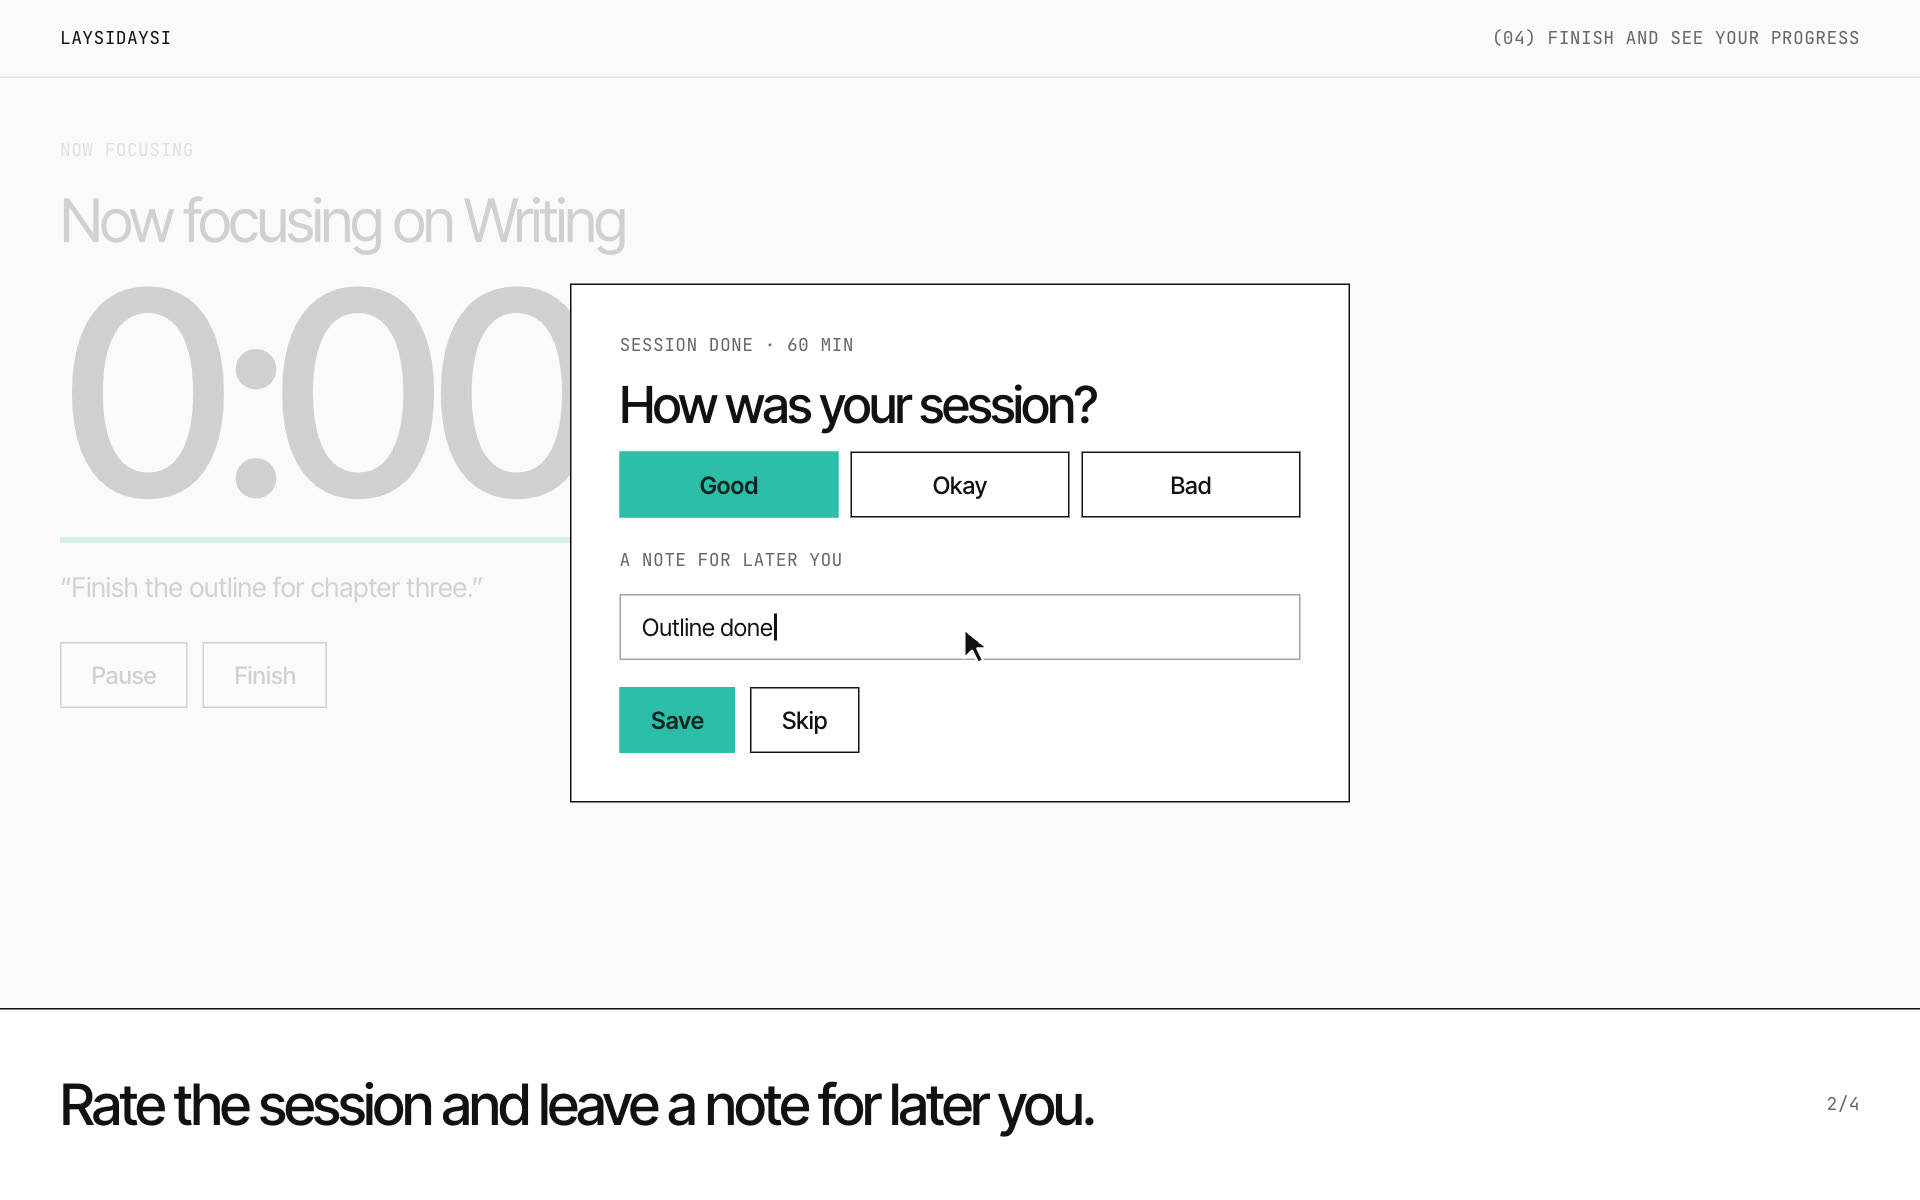 LAYSIDAYSI
(04) FINISH AND SEE YOUR PROGRESS
NOW FOCUSING
Now focusing on Writing
0:00
“Finish the outline for chapter three.”
Pause
Finish
SESSION DONE · 60 MIN
How was your session?
Good
Okay
Bad
A NOTE FOR LATER YOU
Outline done
Save
Skip
Rate the session and leave a note for later you.
2/4